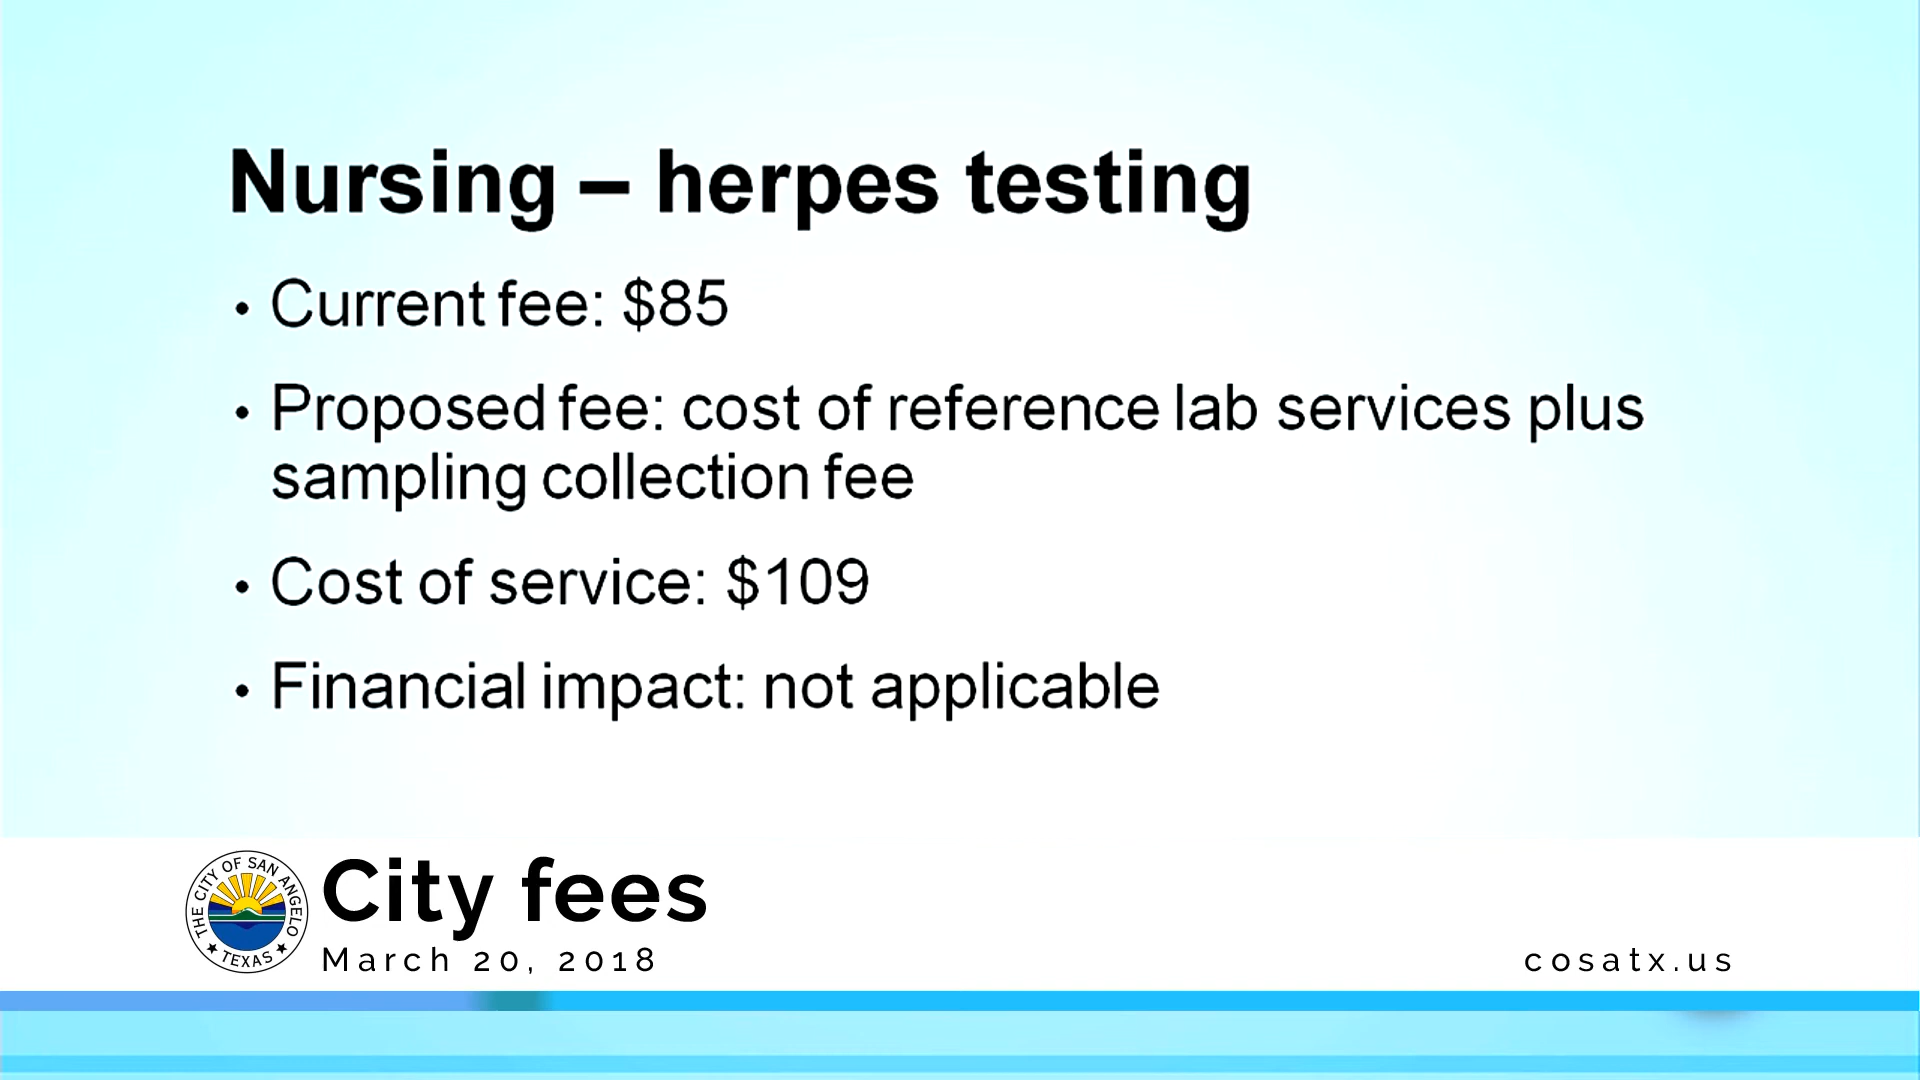 Nursing – herpes testing
• Current fee: $85
• Proposed fee: cost of reference lab services plus
sampling collection fee
• Cost of service: $109
• Financial impact: not applicable
THE CITY OF SAN ANGELO
★ TEXAS ★
City fees
March 20, 2018
cosatx.us